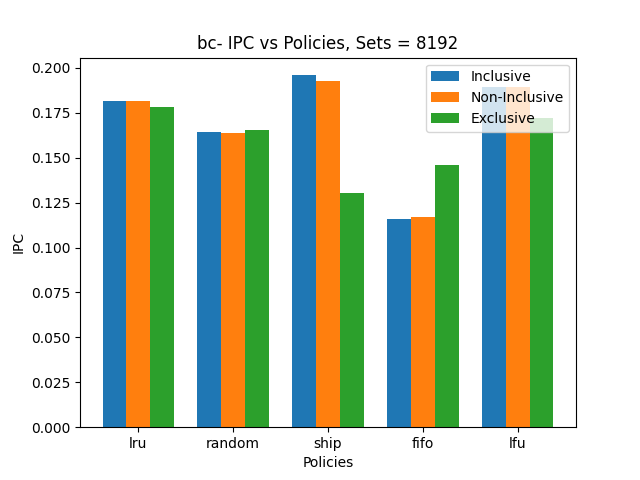 bc- IPC vs Policies, Sets = 8192
Inclusive
Non-Inclusive
Exclusive
IPC
0.200
0.175
0.150
0.125
0.100
0.075
0.050
0.025
0.000
lru random ship fifo lfu
Policies